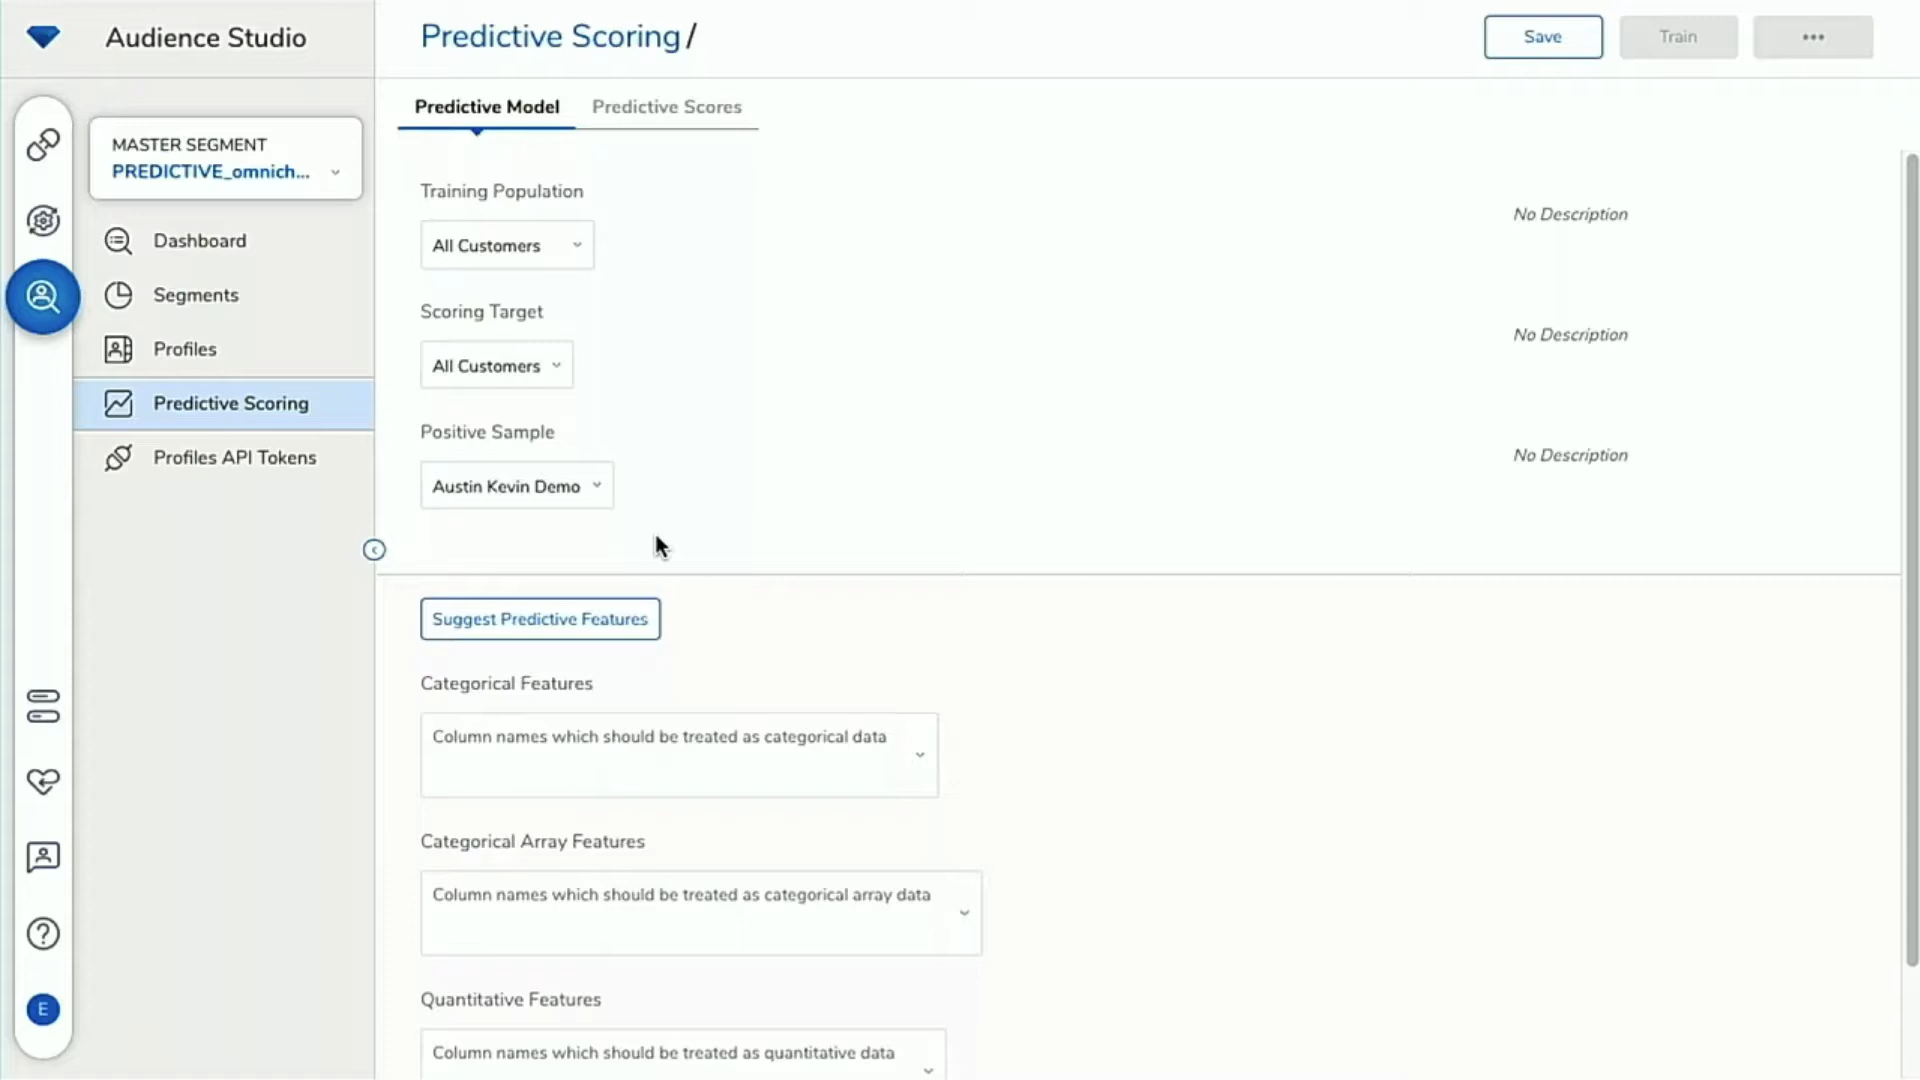 Audience Studio
Predictive Scoring /
Save
Train
•••
MASTER SEGMENT
PREDICTIVE_omnich...
Dashboard
Segments
Profiles
Predictive Scoring
Profiles API Tokens
E
Predictive Model
Predictive Scores
Training Population
All Customers
No Description
Scoring Target
All Customers
No Description
Positive Sample
Austin Kevin Demo
No Description
Suggest Predictive Features
Categorical Features
Column names which should be treated as categorical data
Categorical Array Features
Column names which should be treated as categorical array data
Quantitative Features
Column names which should be treated as quantitative data